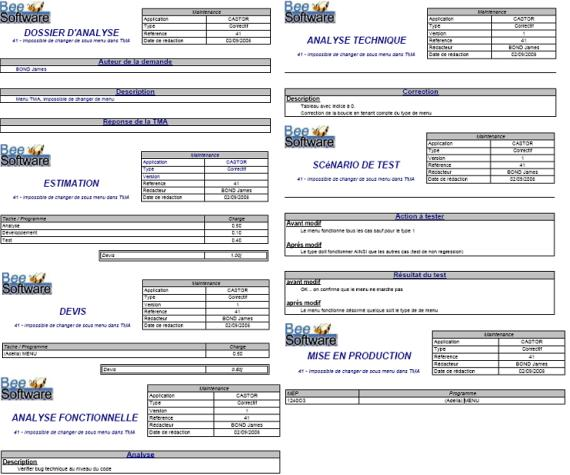 Bee
Software
DOSSIER D'ANALYSE
41 - Impossible de changer de sous menu dans TMA
Maintenance
Application CASTOR
Type Correctif
Référence 41
Date de rédaction 02/09/2008
Auteur de la demande
BOND James
Description
Menu TMA, impossible de changer de menu
Réponse de la TMA
Bee
Software
ESTIMATION
41 - Impossible de changer de sous menu dans TMA
Maintenance
Application CASTOR
Type Correctif
Version
Référence 41
Rédacteur BOND James
Date de rédaction 02/09/2008
Tache / Programme Charge
Analyse 0.50
Développement 0.10
Test 0.40
Devis 1.00j
Bee
Software
DEVIS
41 - Impossible de changer de sous menu dans TMA
Maintenance
Application CASTOR
Type Correctif
Version 1
Référence 41
Rédacteur BOND James
Date de rédaction 02/09/2008
Tache / Programme Charge
(Adelia) MENU 0.60
Devis 0.60j
Bee
Software
ANALYSE FONCTIONNELLE
41 - Impossible de changer de sous menu dans TMA
Maintenance
Application CASTOR
Type Correctif
Version 1
Référence 41
Rédacteur BOND James
Date de rédaction 02/09/2008
Analyse
Description
Vérifier bug technique au niveau du code
Bee
Software
ANALYSE TECHNIQUE
41 - Impossible de changer de sous menu dans TMA
Maintenance
Application CASTOR
Type Correctif
Version 1
Référence 41
Rédacteur BOND James
Date de rédaction 02/09/2008
Correction
Description
Tableau avec indice à 0.
Correction de la boucle en tenant compte du type de menu
Bee
Software
SCéNARIO DE TEST
41 - Impossible de changer de sous menu dans TMA
Maintenance
Application CASTOR
Type Correctif
Version 1
Référence 41
Rédacteur BOND James
Date de rédaction 02/09/2008
Action à tester
Avant modif
Le menu fonctionne tous les cas sauf pour le type 1
Après modif
Le type doit fonctionner AINSI que les autres cas (test de non regression)
Résultat du test
avant modif
OK .. on confirme que le menu ne marche pas
après modif
Le menu fonctionne désormé quelque soit le type de de menu
Bee
Software
MISE EN PRODUCTION
41 - Impossible de changer de sous menu dans TMA
Maintenance
Application CASTOR
Type Correctif
Version 1
Référence 41
Rédacteur BOND James
Date de rédaction 02/09/2008
MEP Programme
1240C3 (Adelia) MENU